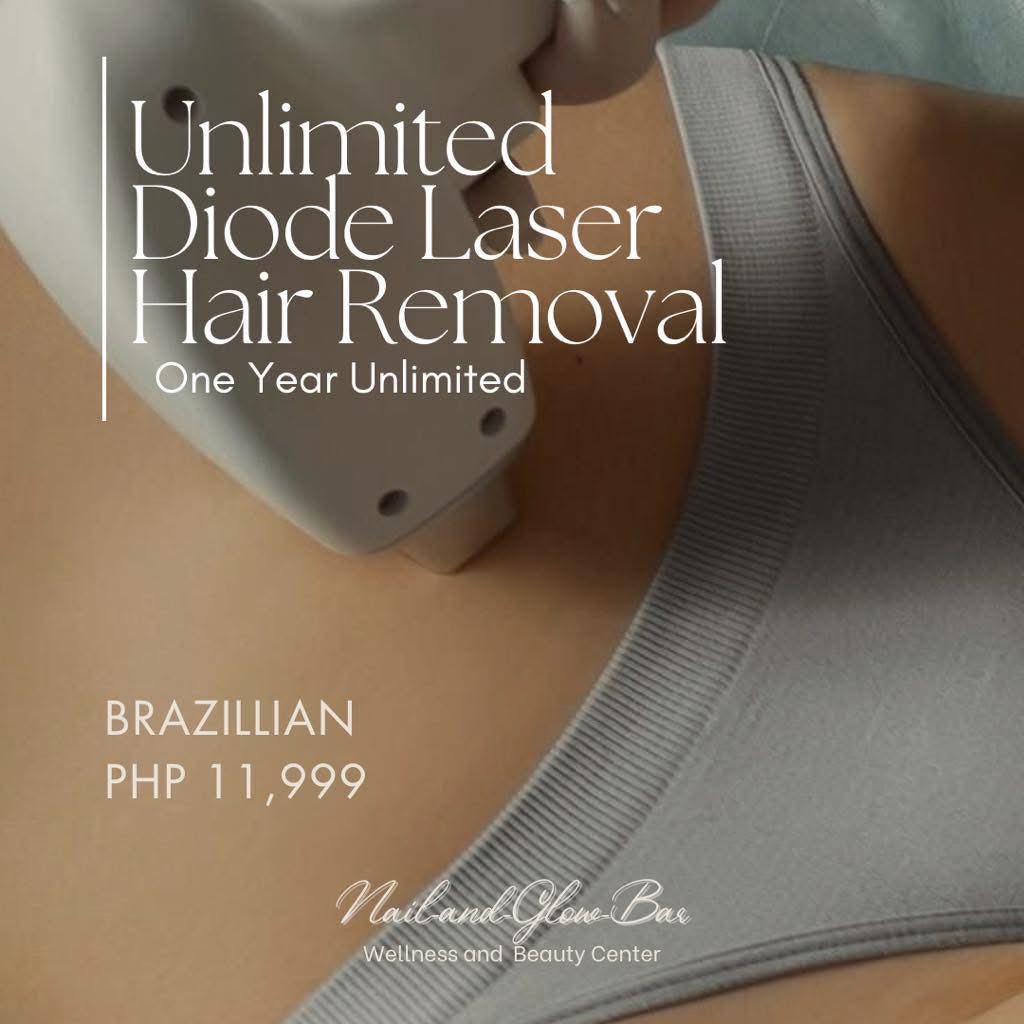 Unlimited
Diode Laser
Hair Removal
One Year Unlimited
BRAZILLIAN
PHP 11,999
Nail-and-Glow-Bar
Wellness and Beauty Center